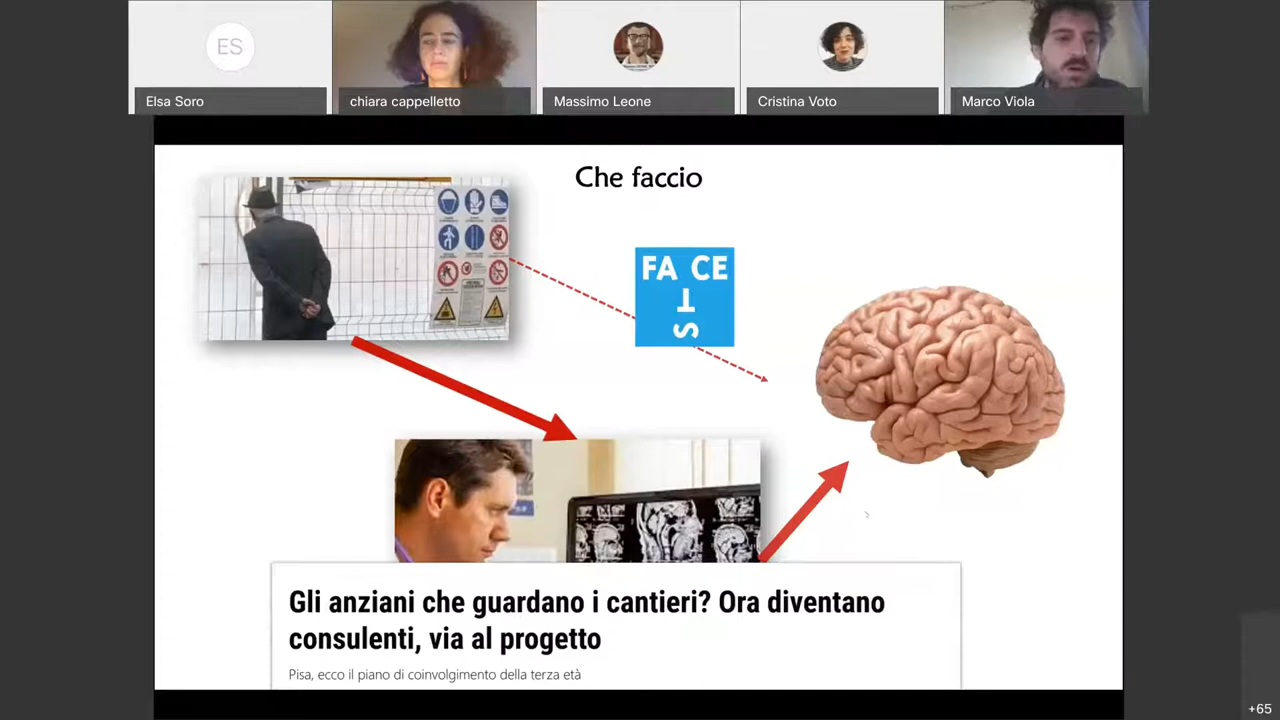 ES
Elsa Soro
chiara cappelletto
Massimo Leone
Cristina Voto
Marco Viola
Che faccio
FA CE
T
S
Gli anziani che guardano i cantieri? Ora diventano
consulenti, via al progetto
Pisa, ecco il piano di coinvolgimento della terza età
+65